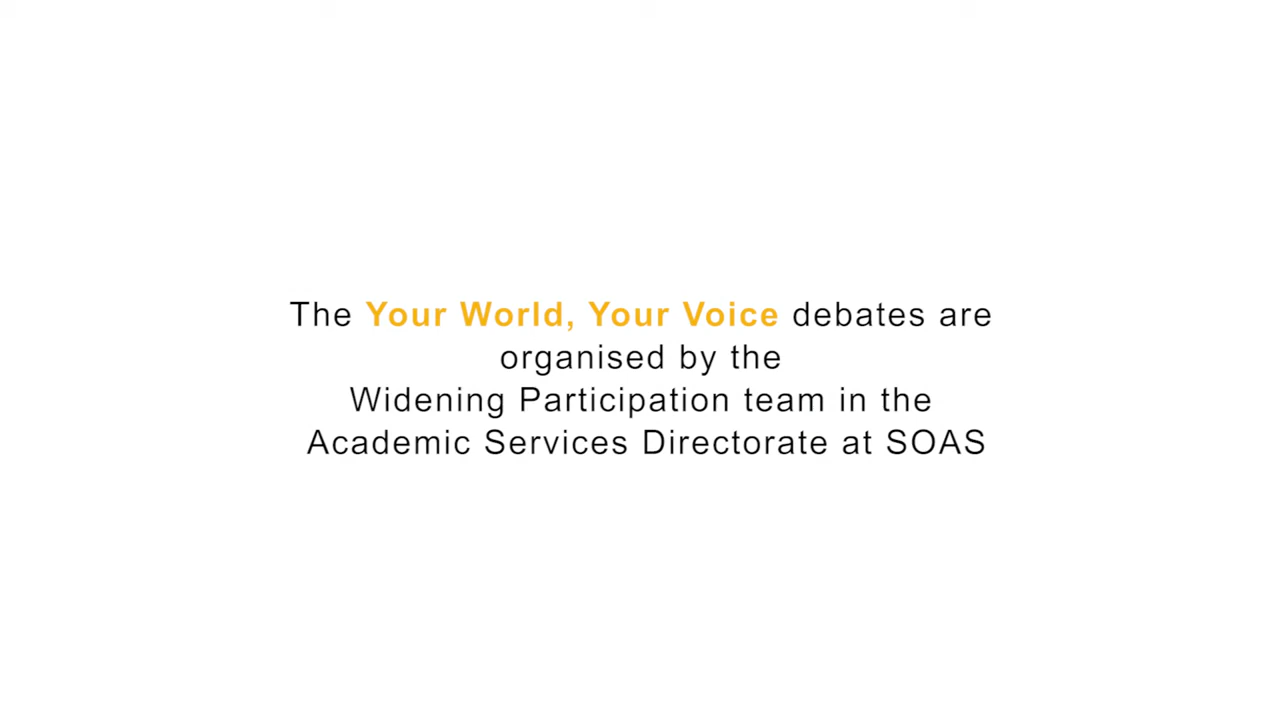 The Your World, Your Voice debates are
organised by the
Widening Participation team in the
Academic Services Directorate at SOAS